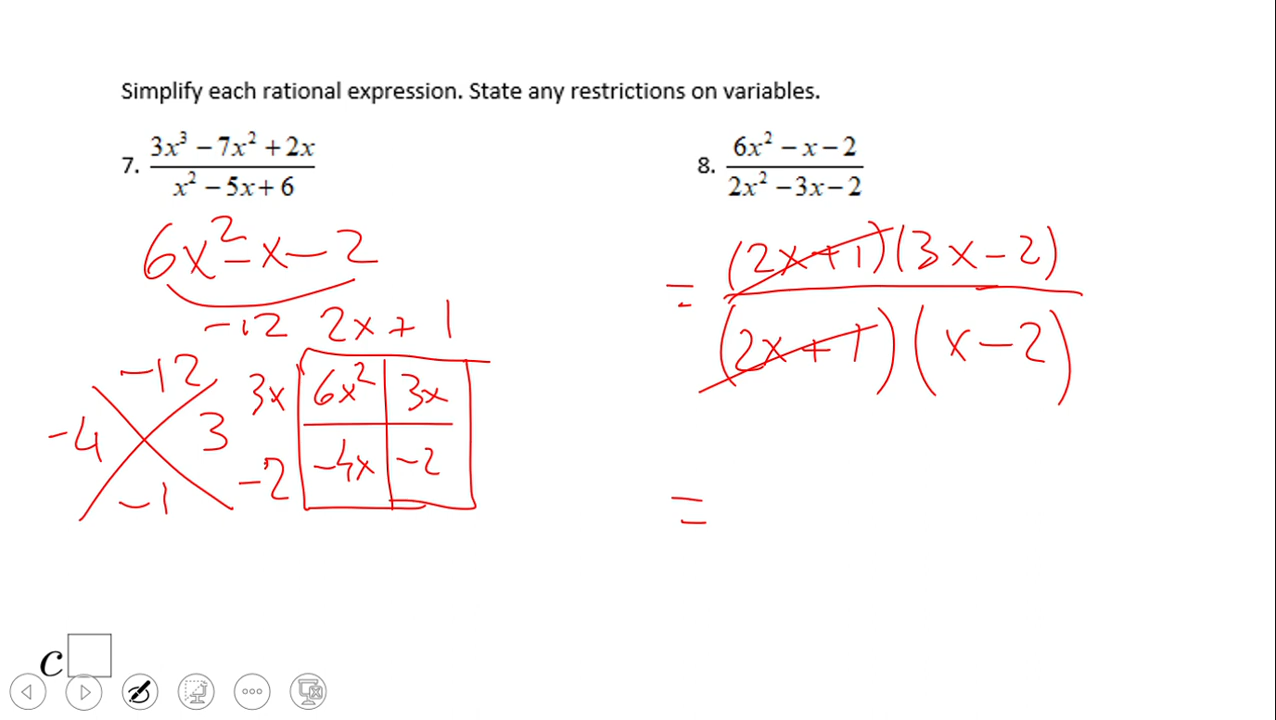 Simplify each rational expression. State any restrictions on variables.
7. (3x³ − 7x² + 2x)/(x² − 5x + 6)
8. (6x² − x − 2)/(2x² − 3x − 2)
6x² − x − 2
−12
−12
−4 3
−1
2x + 1
3x 6x² 3x
−2 −4x −2
= (2x + 1)(3x − 2)
(2x + 1)(x − 2)
=
c